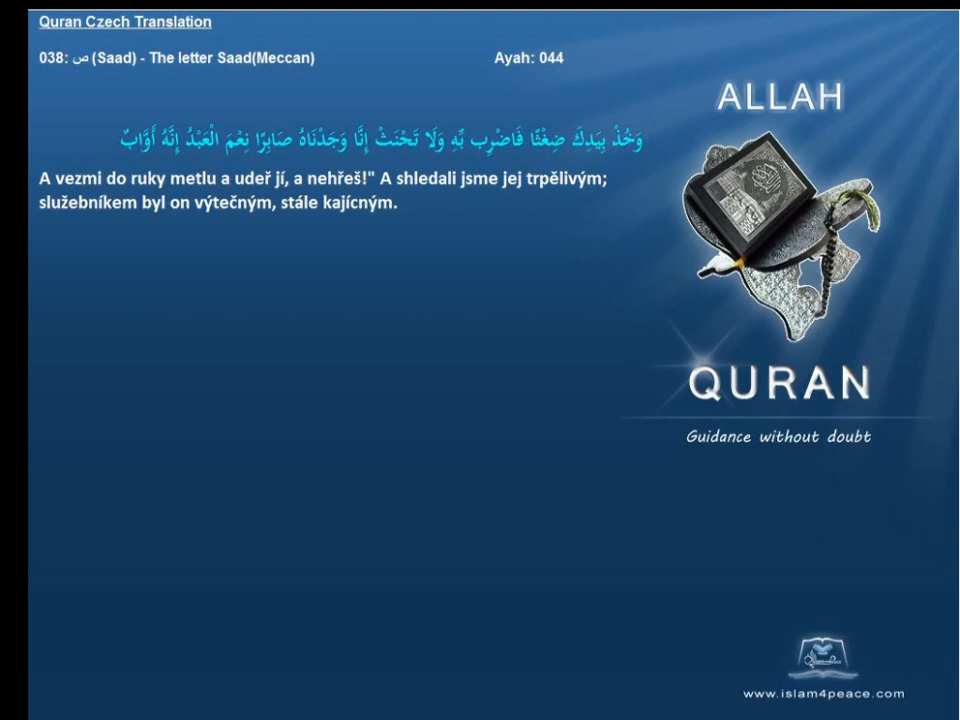 Quran Czech Translation
038: ص (Saad) - The letter Saad(Meccan) Ayah: 044
وَخُذْ بِيَدِكَ ضِغْثًا فَاضْرِب بِّهِ وَلَا تَحْنَثْ إِنَّا وَجَدْنَاهُ صَابِرًا نِعْمَ الْعَبْدُ إِنَّهُ أَوَّابٌ
A vezmi do ruky metlu a udeř jí, a nehřeš!" A shledali jsme jej trpělivým;
služebníkem byl on výtečným, stále kajícným.
ALLAH
QURAN
Guidance without doubt
www.islam4peace.com